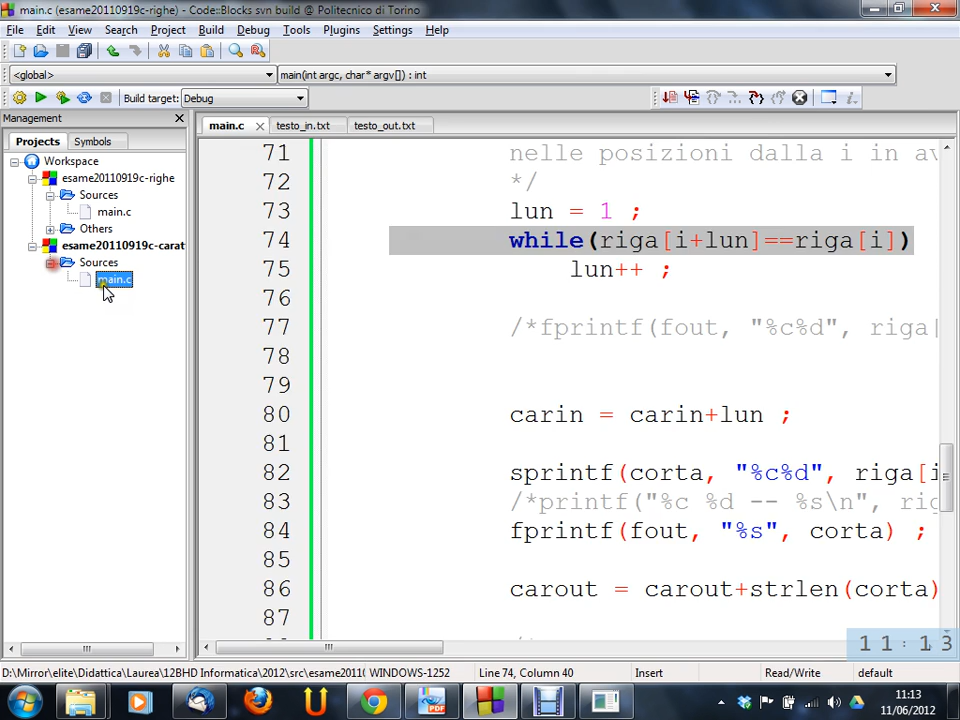 main.c (esame20110919c-righe) - Code::Blocks svn build @ Politecnico di Torino
File Edit View Search Project Build Debug Tools Plugins Settings Help
<global>
main(int argc, char* argv[]) : int
Build target: Debug
Management
main.c testo_in.txt testo_out.txt
Projects Symbols
Workspace
esame20110919c-righe
Sources
main.c
Others
esame20110919c-carat
Sources
main.c
71 nelle posizioni dalla i in av
72 */
73 lun = 1 ;
74 while(riga[i+lun]==riga[i])
75 lun++ ;
76
77 /*fprintf(fout, "%c%d", riga[
78
79
80 carin = carin+lun ;
81
82 sprintf(corta, "%c%d", riga[i
83 /*printf("%c %d -- %s\n", rig
84 fprintf(fout, "%s", corta) ;
85
86 carout = carout+strlen(corta)
87
11:13
D:\Mirror\elite\Didattica\Laurea\12BHD Informatica\2012\src\esame2011( WINDOWS-1252 Line 74, Column 40 Insert Read/Write default
11:13
11/06/2012